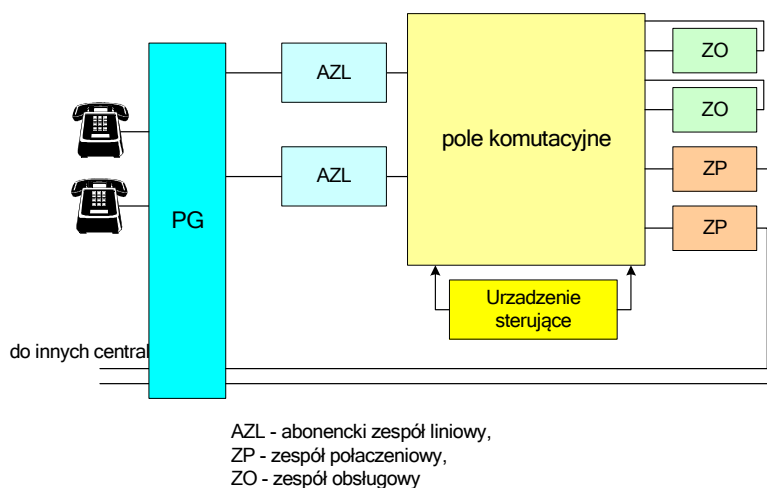 AZL
ZO
ZO
pole komutacyjne
AZL
ZP
PG
ZP
Urzadzenie
sterujące
do innych central
AZL - abonencki zespół liniowy,
ZP - zespół połaczeniowy,
ZO - zespół obsługowy